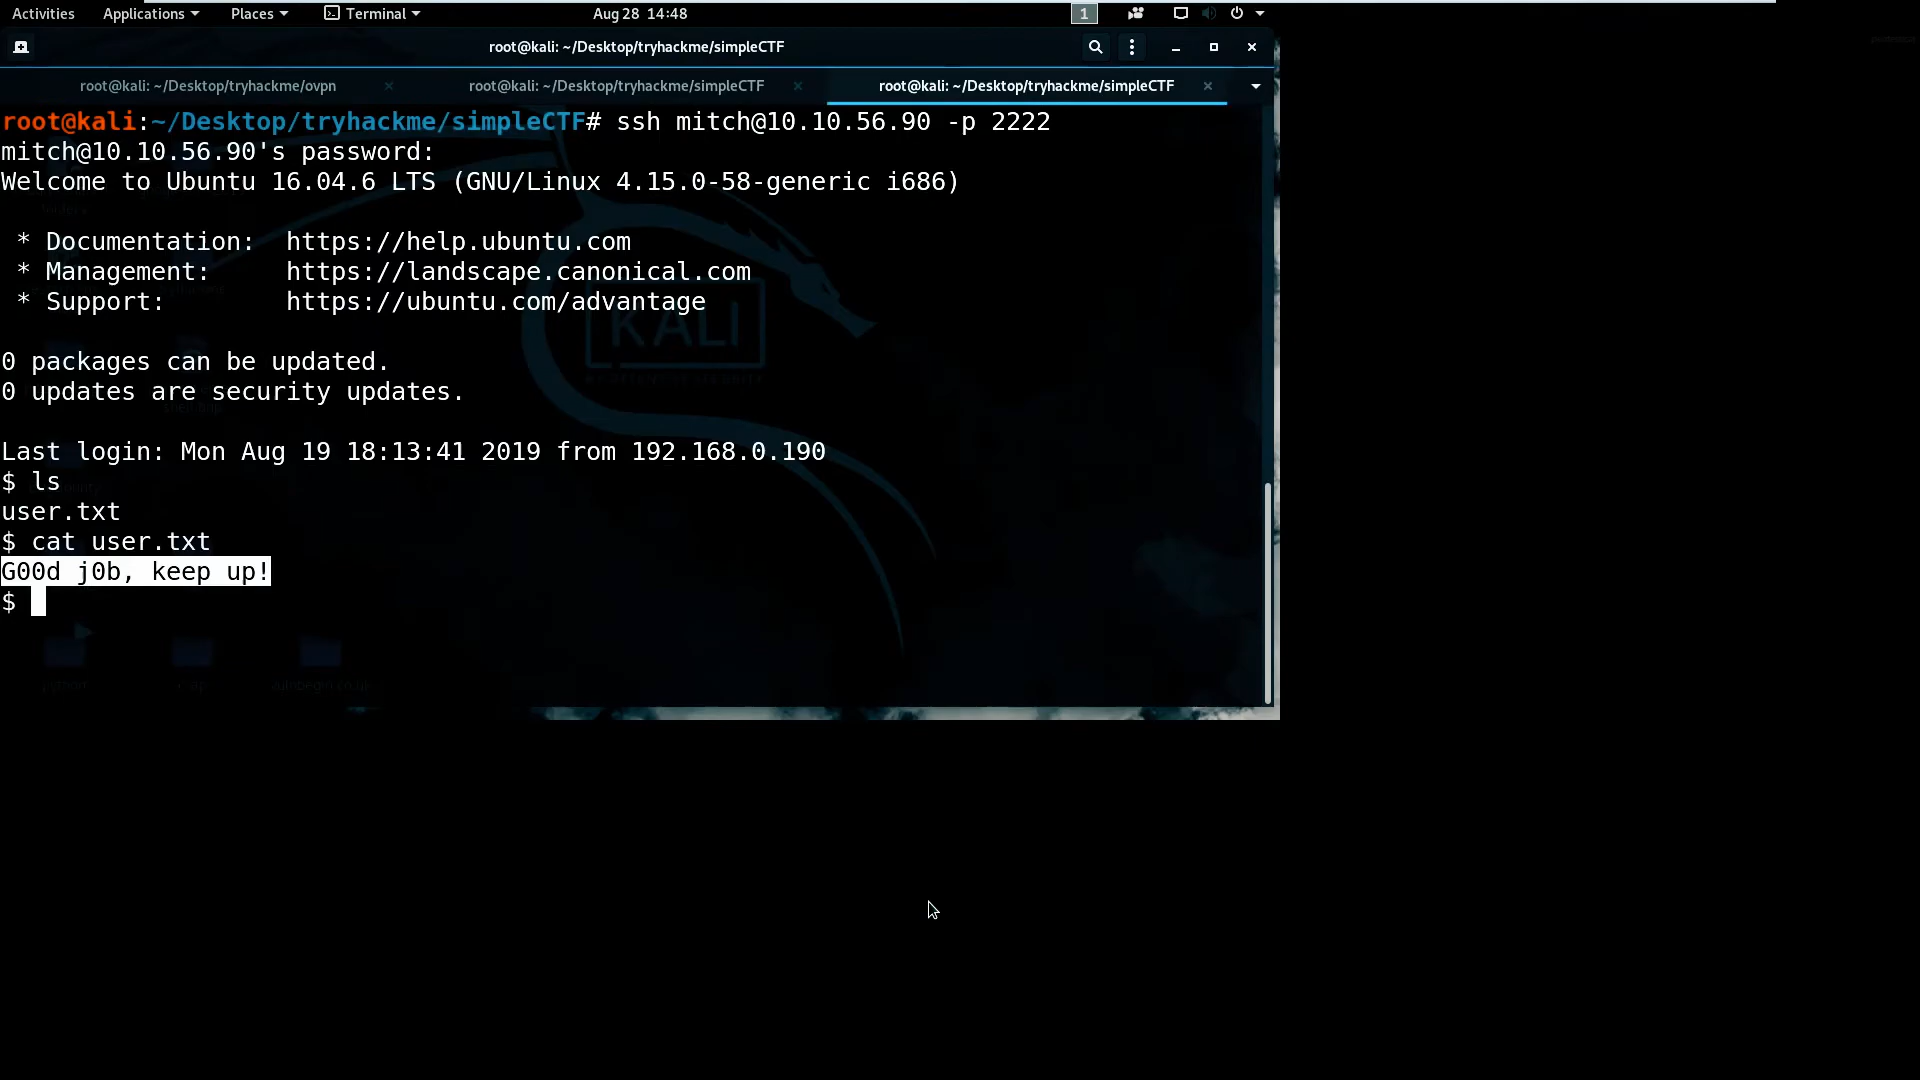 Activities Applications Places Terminal Aug 28 14:48 1
root@kali: ~/Desktop/tryhackme/simpleCTF
root@kali: ~/Desktop/tryhackme/ovpn root@kali: ~/Desktop/tryhackme/simpleCTF root@kali: ~/Desktop/tryhackme/simpleCTF
root@kali:~/Desktop/tryhackme/simpleCTF# ssh mitch@10.10.56.90 -p 2222
mitch@10.10.56.90's password:
Welcome to Ubuntu 16.04.6 LTS (GNU/Linux 4.15.0-58-generic i686)
* Documentation: https://help.ubuntu.com
* Management: https://landscape.canonical.com
* Support: https://ubuntu.com/advantage
KALI
0 packages can be updated.
0 updates are security updates.
Last login: Mon Aug 19 18:13:41 2019 from 192.168.0.190
$ ls
user.txt
$ cat user.txt
G00d j0b, keep up!
$
python